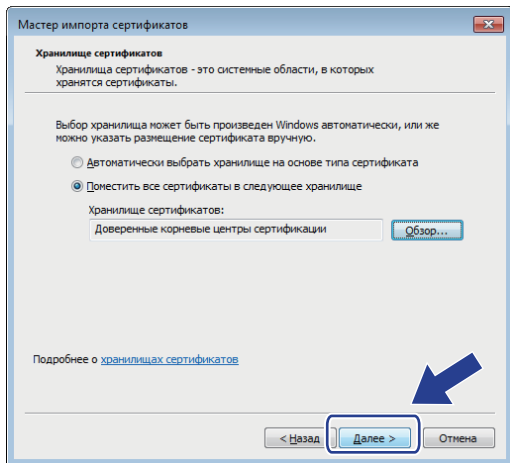 Мастер импорта сертификатов
Хранилище сертификатов
Хранилища сертификатов - это системные области, в которых
хранятся сертификаты.
Выбор хранилища может быть произведен Windows автоматически, или же
можно указать размещение сертификата вручную.
Автоматически выбрать хранилище на основе типа сертификата
Поместить все сертификаты в следующее хранилище
Хранилище сертификатов:
Доверенные корневые центры сертификации
Обзор...
Подробнее о хранилищах сертификатов
< Назад
Далее >
Отмена